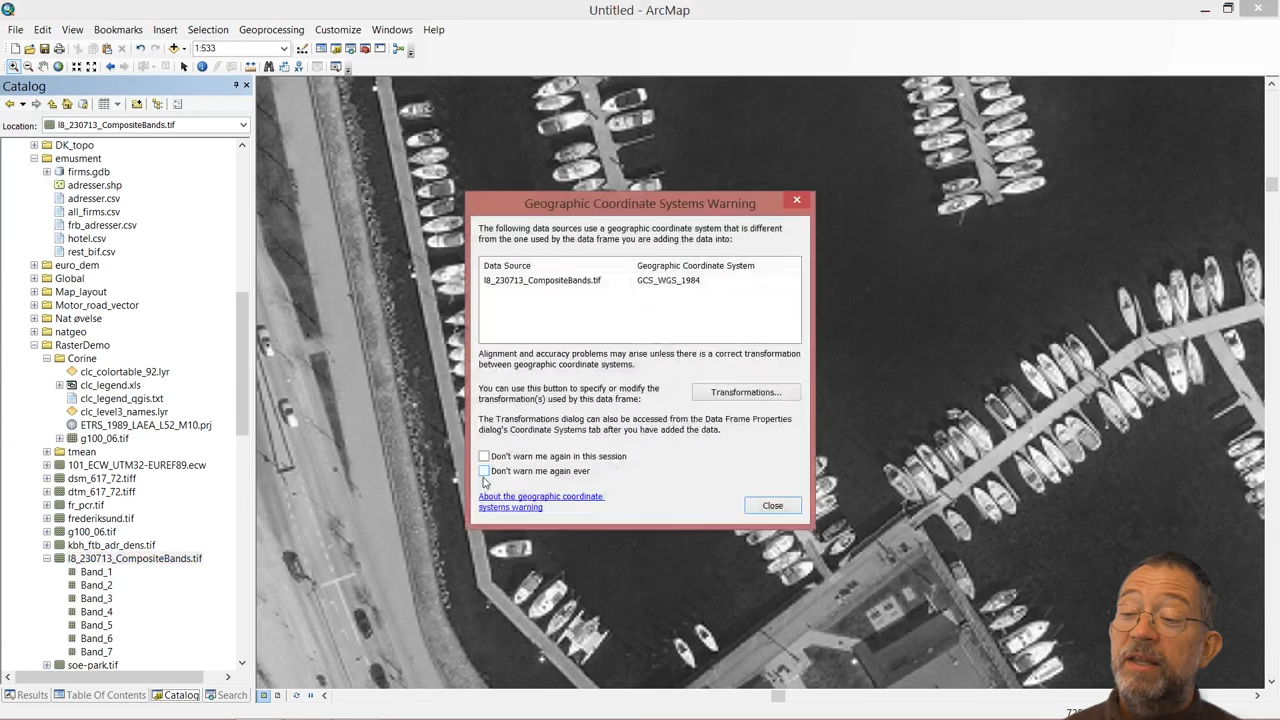 Untitled - ArcMap
File Edit View Bookmarks Insert Selection Geoprocessing Customize Windows Help
1:533
Catalog
Location: l8_230713_CompositeBands.tif
DK_topo
emusment
firms.gdb
adresser.shp
adresser.csv
all_firms.csv
frb_adresser.csv
hotel.csv
rest_bif.csv
euro_dem
Global
Map_layout
Motor_road_vector
Nat øvelse
natgeo
RasterDemo
Corine
clc_colortable_92.lyr
clc_legend.xls
clc_legend_qgis.txt
clc_level3_names.lyr
ETRS_1989_LAEA_L52_M10.prj
g100_06.tif
tmean
101_ECW_UTM32-EUREF89.ecw
dsm_617_72.tif
dtm_617_72.tif
fr_pcr.tif
frederiksund.tif
g100_06.tif
kbh_ftb_adr_dens.tif
l8_230713_CompositeBands.tif
Band_1
Band_2
Band_3
Band_4
Band_5
Band_6
Band_7
soe-park.tif
Results Table Of Contents Catalog Search
Geographic Coordinate Systems Warning
The following data sources use a geographic coordinate system that is different
from the one used by the data frame you are adding the data into:
Data Source Geographic Coordinate System
l8_230713_CompositeBands.tif GCS_WGS_1984
Alignment and accuracy problems may arise unless there is a correct transformation
between geographic coordinate systems.
You can use this button to specify or modify the
transformation(s) used by this data frame:
Transformations...
The Transformations dialog can also be accessed from the Data Frame Properties
dialog's Coordinate Systems tab after you have added the data.
Don't warn me again in this session
Don't warn me again ever
About the geographic coordinate
systems warning
Close